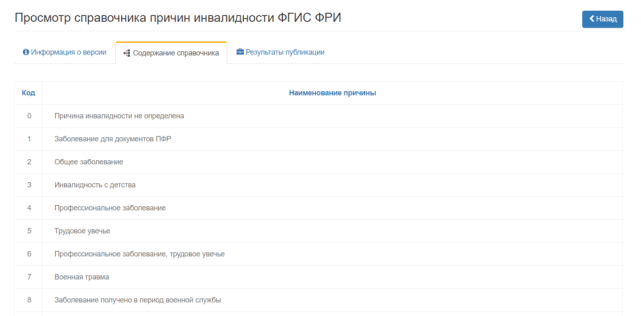 Просмотр справочника причин инвалидности ФГИС ФРИ
Назад
Информация о версии
Содержание справочника
Результаты публикации
Код Наименование причины
0 Причина инвалидности не определена
1 Заболевание для документов ПФР
2 Общее заболевание
3 Инвалидность с детства
4 Профессиональное заболевание
5 Трудовое увечье
6 Профессиональное заболевание, трудовое увечье
7 Военная травма
8 Заболевание получено в период военной службы